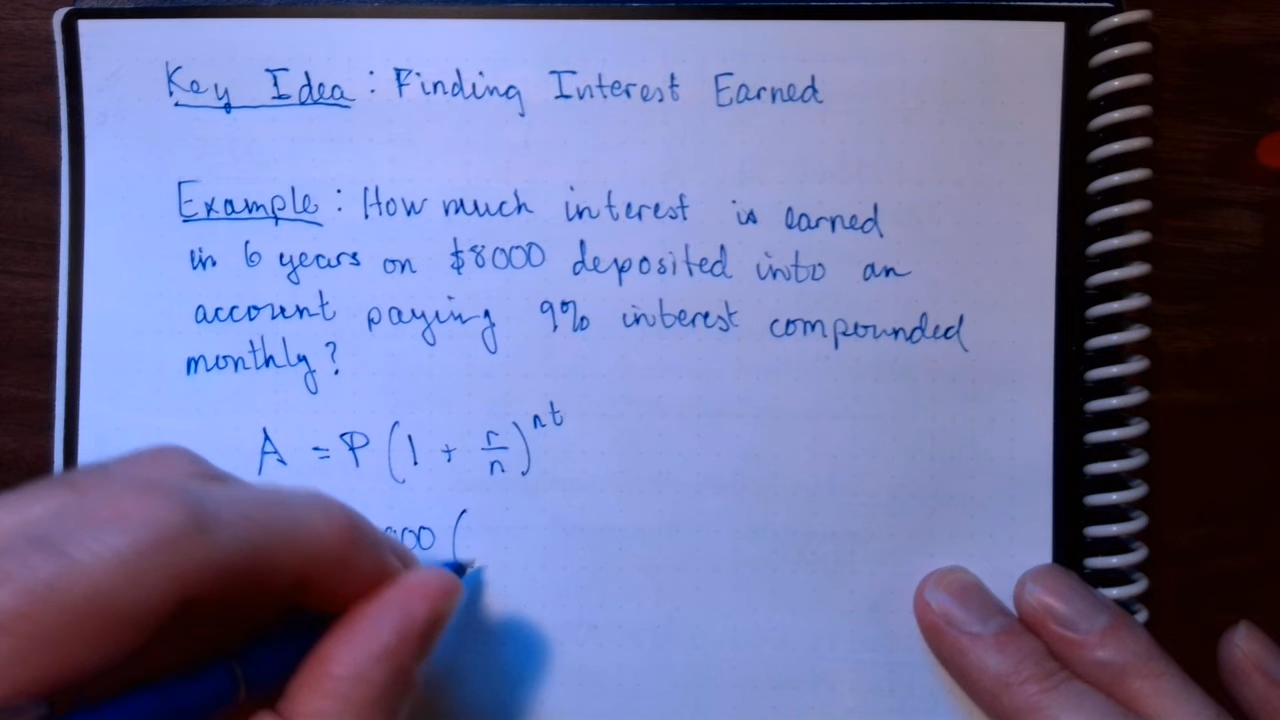 Key Idea : Finding Interest Earned
Example : How much interest is earned
in 6 years on $8000 deposited into an
account paying 9% interest compounded
monthly?
A = P (1 + r/n)^nt
000 (